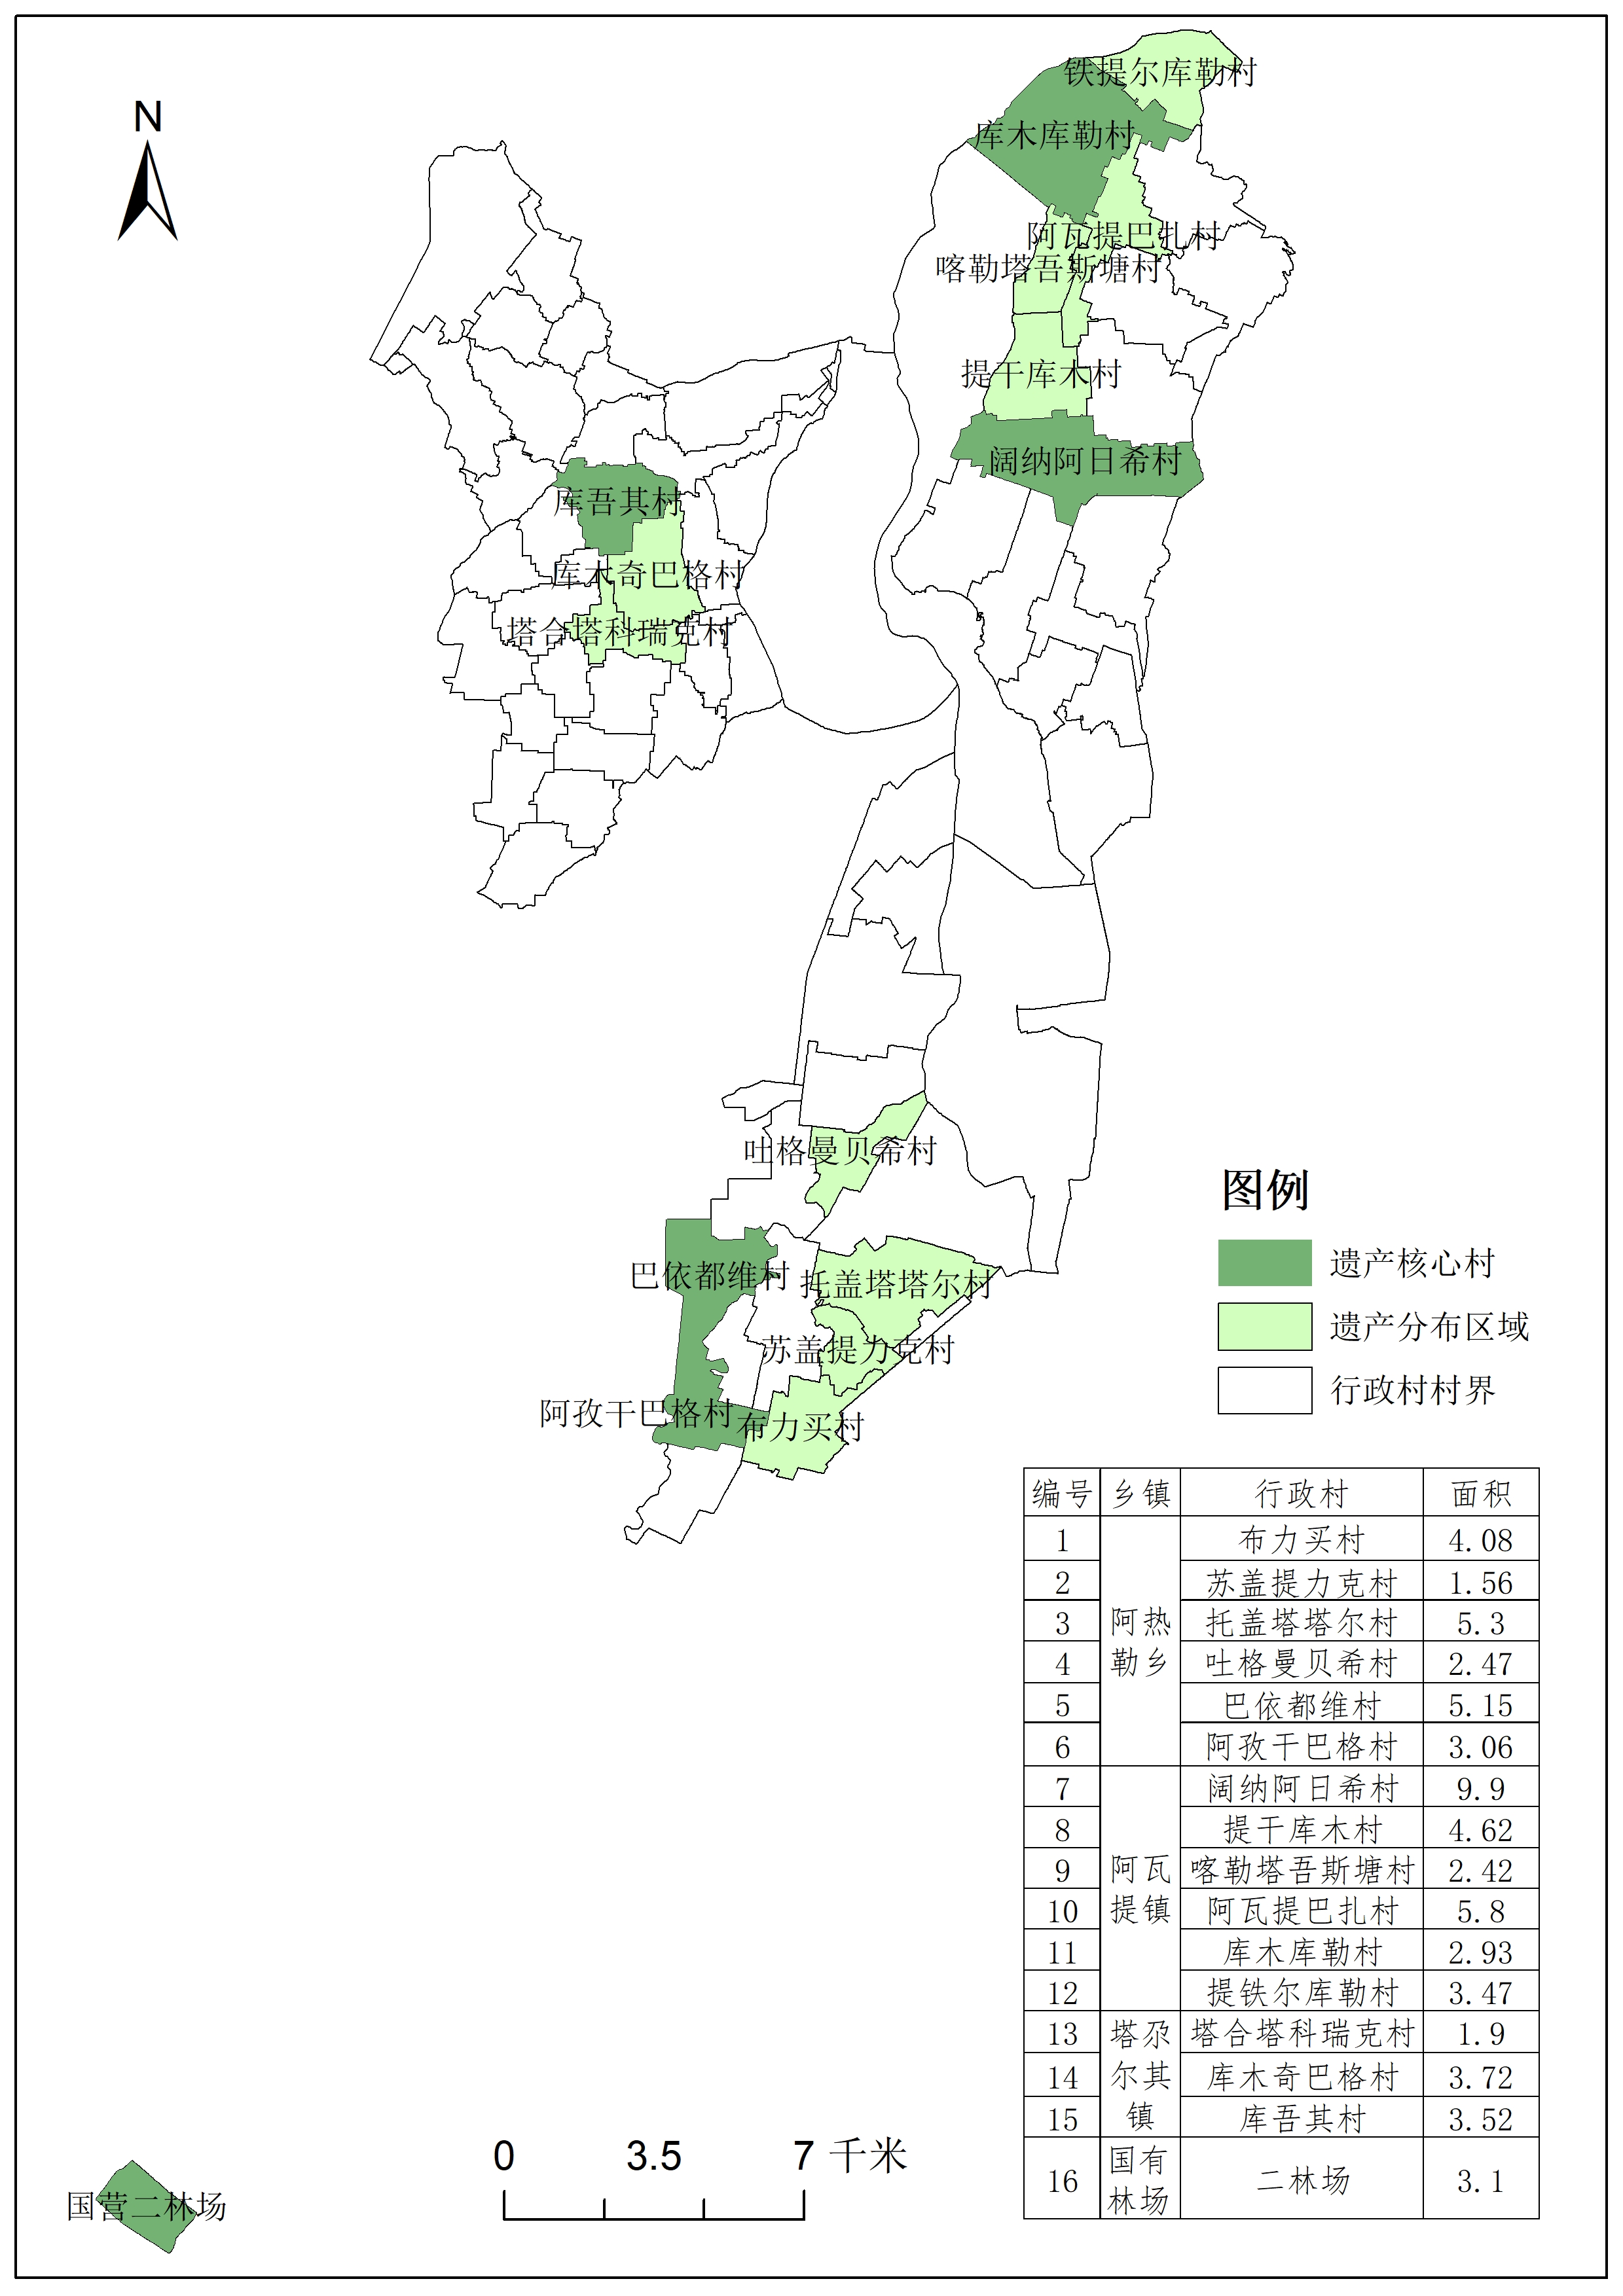 N
铁提尔库勒村
库木库勒村
阿瓦提巴扎村
喀勒塔吾斯塘村
提干库木村
阔纳阿日希村
库吾其村
库木奇巴格村
塔合塔科瑞克村
吐格曼贝希村
巴依都维村
托盖塔塔尔村
苏盖提力克村
阿孜干巴格村
布力买村
国营二林场
图例
遗产核心村
遗产分布区域
行政村村界
编号 乡镇 行政村 面积
阿热勒乡
1 布力买村 4.08
2 苏盖提力克村 1.56
3 托盖塔塔尔村 5.3
4 吐格曼贝希村 2.47
5 巴依都维村 5.15
6 阿孜干巴格村 3.06
阿瓦提镇
7 阔纳阿日希村 9.9
8 提干库木村 4.62
9 喀勒塔吾斯塘村 2.42
10 阿瓦提巴扎村 5.8
11 库木库勒村 2.93
12 提铁尔库勒村 3.47
塔尕尔其镇
13 塔合塔科瑞克村 1.9
14 库木奇巴格村 3.72
15 库吾其村 3.52
国有林场
16 二林场 3.1
0 3.5 7 千米